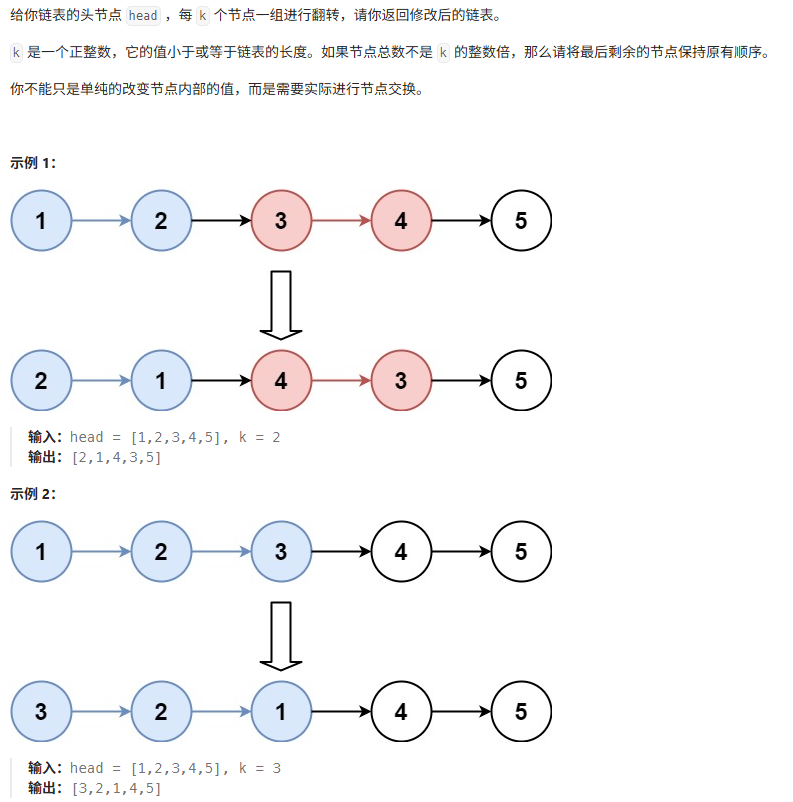 给你链表的头节点 head ，每 k 个节点一组进行翻转，请你返回修改后的链表。
k 是一个正整数，它的值小于或等于链表的长度。如果节点总数不是 k 的整数倍，那么请将最后剩余的节点保持原有顺序。
你不能只是单纯的改变节点内部的值，而是需要实际进行节点交换。
示例 1：
1 2 3 4 5
2 1 4 3 5
输入：head = [1,2,3,4,5], k = 2
输出：[2,1,4,3,5]
示例 2：
1 2 3 4 5
3 2 1 4 5
输入：head = [1,2,3,4,5], k = 3
输出：[3,2,1,4,5]